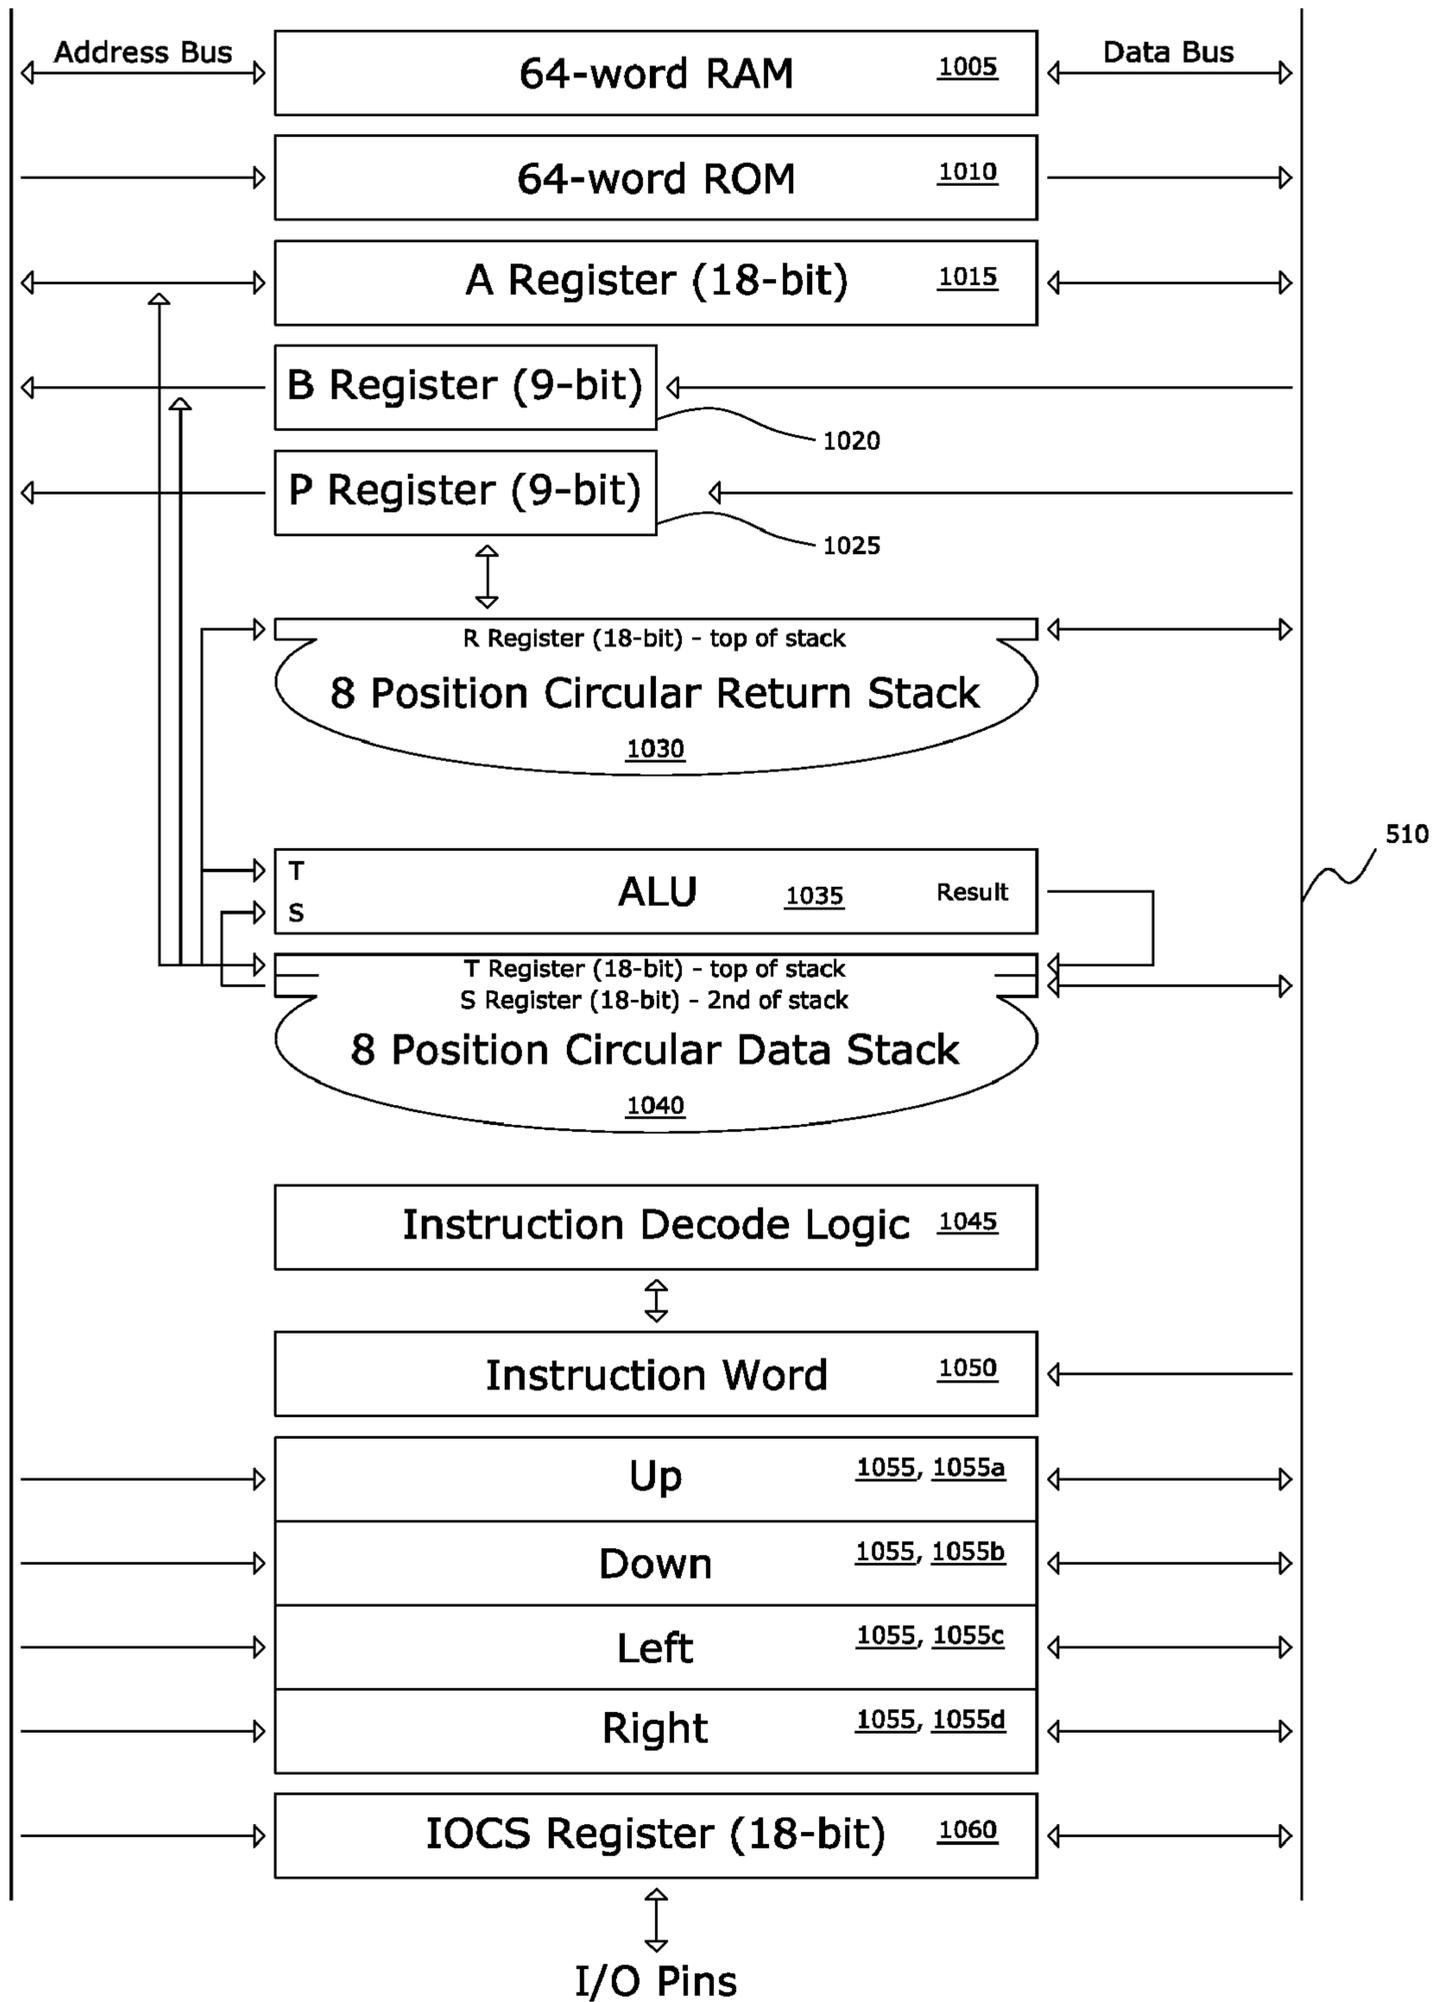 Address Bus
64-word RAM 1005
Data Bus
64-word ROM 1010
A Register (18-bit) 1015
B Register (9-bit)
1020
P Register (9-bit)
1025
R Register (18-bit) - top of stack
8 Position Circular Return Stack
1030
510
T
ALU 1035 Result
S
T Register (18-bit) - top of stack
S Register (18-bit) - 2nd of stack
8 Position Circular Data Stack
1040
Instruction Decode Logic 1045
Instruction Word 1050
Up 1055, 1055a
Down 1055, 1055b
Left 1055, 1055c
Right 1055, 1055d
IOCS Register (18-bit) 1060
I/O Pins